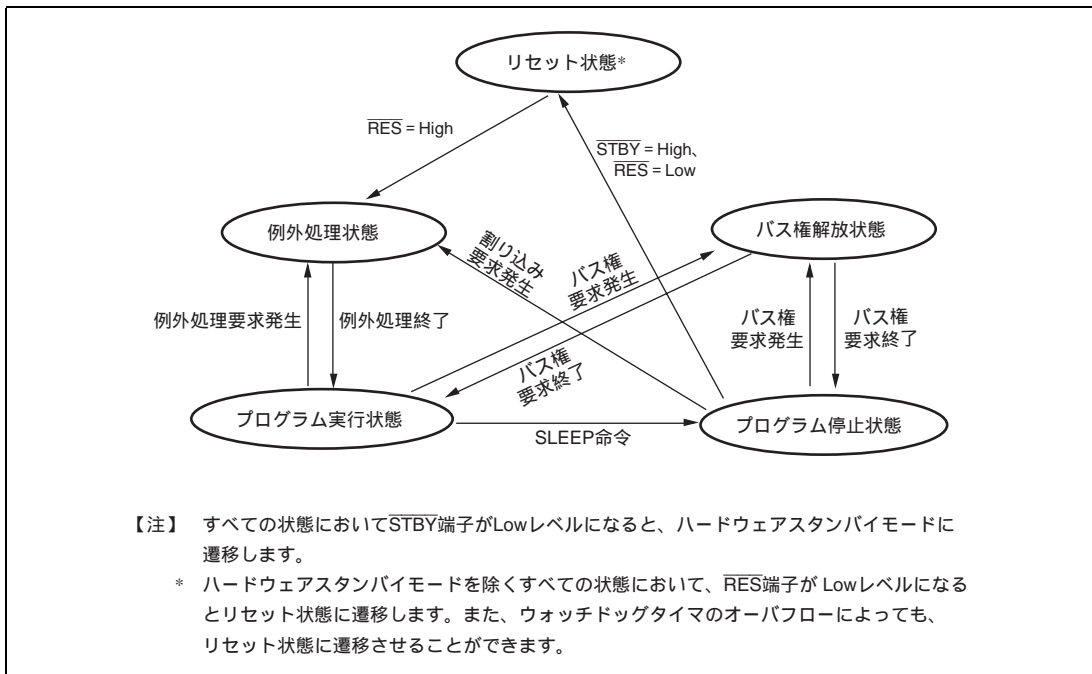 リセット状態*
RES = High
STBY = High、
RES = Low
例外処理状態
バス権解放状態
割り込み
要求発生
バス権
要求発生
例外処理要求発生
例外処理終了
バス権
要求終了
バス権
要求発生
バス権
要求終了
プログラム実行状態
SLEEP命令
プログラム停止状態
【注】 すべての状態においてSTBY端子がLowレベルになると、ハードウェアスタンバイモードに
遷移します。
* ハードウェアスタンバイモードを除くすべての状態において、RES端子が Lowレベルになる
とリセット状態に遷移します。また、ウォッチドッグタイマのオーバフローによっても、
リセット状態に遷移させることができます。